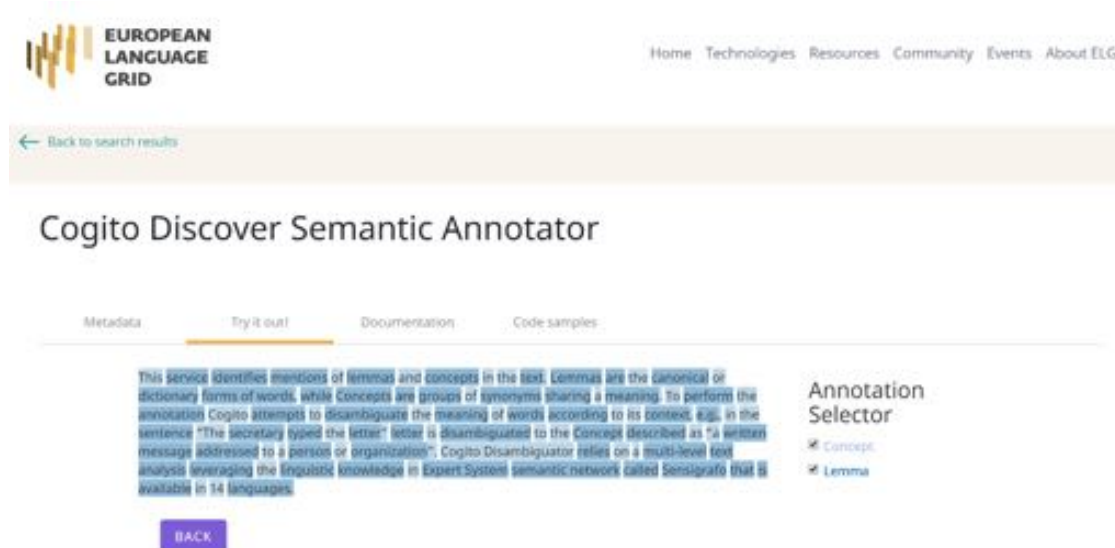 EUROPEAN
LANGUAGE
GRID
Home Technologies Resources Community Events About ELG
← Back to search results
Cogito Discover Semantic Annotator
Metadata Try it out! Documentation Code samples
This service identifies mentions of lemmas and concepts in the text. Lemmas are the canonical or
dictionary forms of words, while Concepts are groups of synonyms sharing a meaning. To perform the
annotation Cogito attempts to disambiguate the meaning of words according to its context, e.g., in the
sentence "The secretary typed the letter" letter is disambiguated to the Concept described as "a written
message addressed to a person or organization". Cogito Disambiguator relies on a multi-level text
analysis leveraging the linguistic knowledge in Expert System semantic network called Sensigrafo that is
available in 14 languages.
Annotation
Selector
Concept
Lemma
BACK